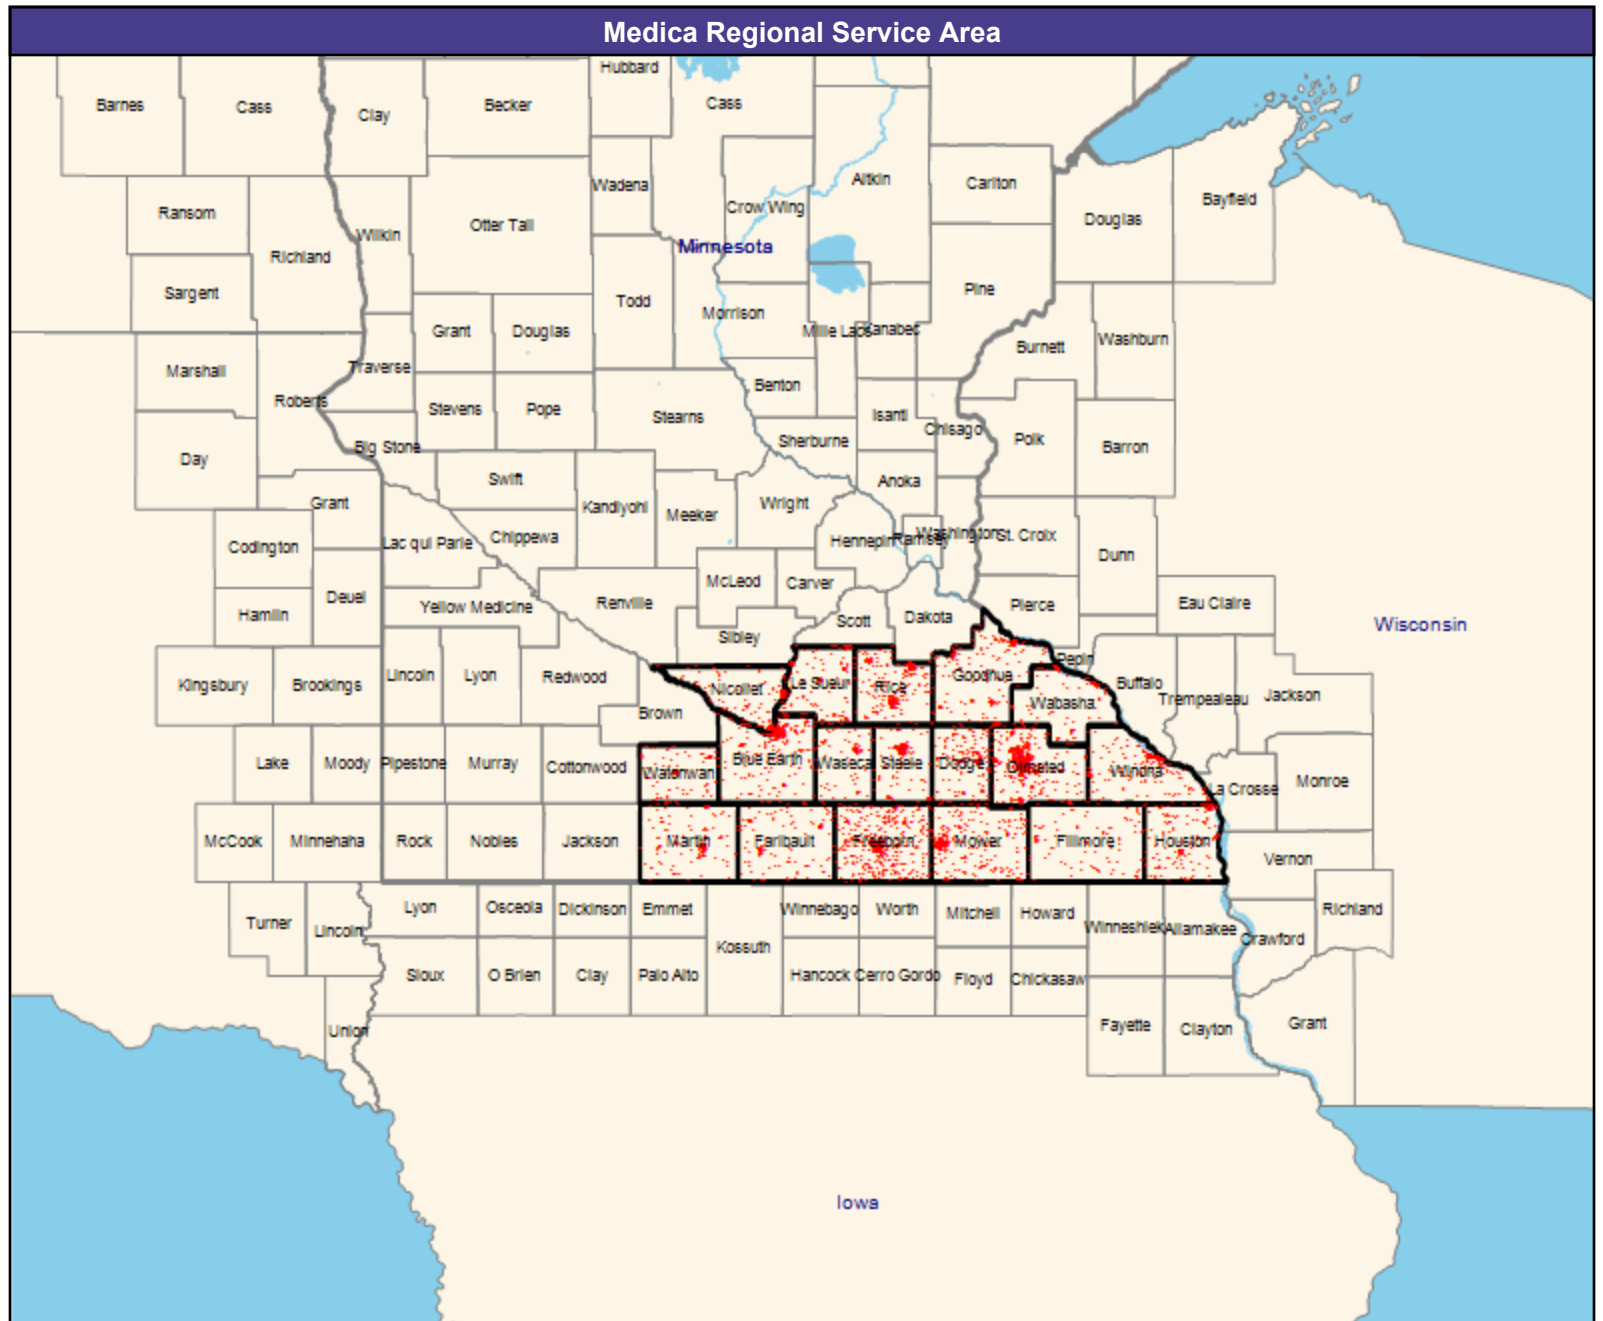 Medica Regional Service Area
Hubbard
Barnes
Cass
Clay
Becker
Cass
Wadena
Aitkin
Carlton
Ransom
Crow Wing
Douglas
Bayfield
Wilkin
Otter Tail
Minnesota
Richland
Sargent
Todd
Pine
Morrison
Grant
Douglas
Mille Lacs
Kanabec
Burnett
Washburn
Marshall
Traverse
Roberts
Benton
Stevens
Pope
Stearns
Isanti
Chisago
Polk
Barron
Big Stone
Sherburne
Day
Swift
Anoka
Grant
Kandiyohi
Meeker
Wright
Codington
Lac qui Parle
Chippewa
Hennepin
Ramsey
Washington
St. Croix
Dunn
Deuel
McLeod
Carver
Hamlin
Yellow Medicine
Renville
Pierce
Eau Claire
Sibley
Scott
Dakota
Wisconsin
Pepin
Kingsbury
Brookings
Lincoln
Lyon
Redwood
Nicollet
Le Sueur
Rice
Goodhue
Buffalo
Trempealeau
Jackson
Brown
Wabasha
Lake
Moody
Pipestone
Murray
Cottonwood
Watonwan
Blue Earth
Waseca
Steele
Dodge
Olmsted
Winona
La Crosse
Monroe
McCook
Minnehaha
Rock
Nobles
Jackson
Martin
Faribault
Freeborn
Mower
Fillmore
Houston
Vernon
Turner
Lincoln
Lyon
Osceola
Dickinson
Emmet
Winnebago
Worth
Mitchell
Howard
Winneshiek
Allamakee
Crawford
Richland
Kossuth
Sioux
O Brien
Clay
Palo Alto
Hancock
Cerro Gordo
Floyd
Chickasaw
Union
Fayette
Clayton
Grant
Iowa